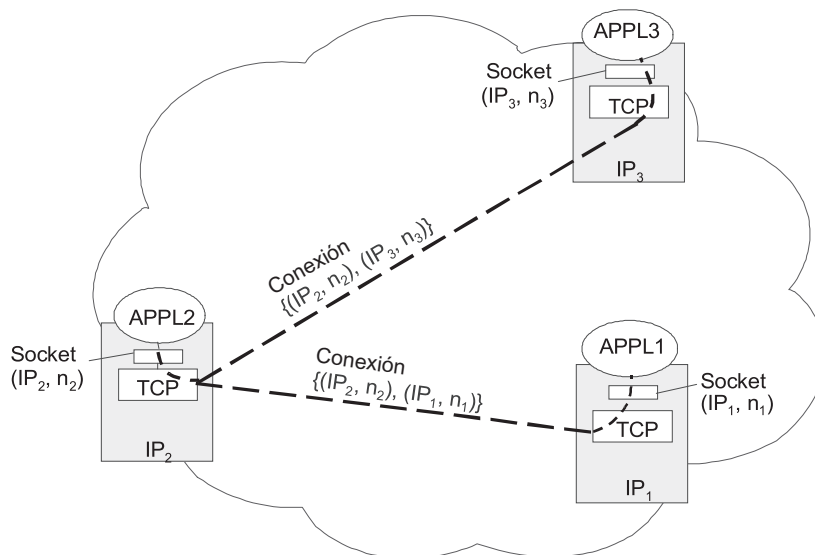 APPL3
Socket
(IP₃, n₃)
TCP
IP₃
Conexión
{(IP₂, n₂), (IP₃, n₃)}
APPL2
Socket
(IP₂, n₂)
TCP
IP₂
Conexión
{(IP₂, n₂), (IP₁, n₁)}
APPL1
Socket
(IP₁, n₁)
TCP
IP₁